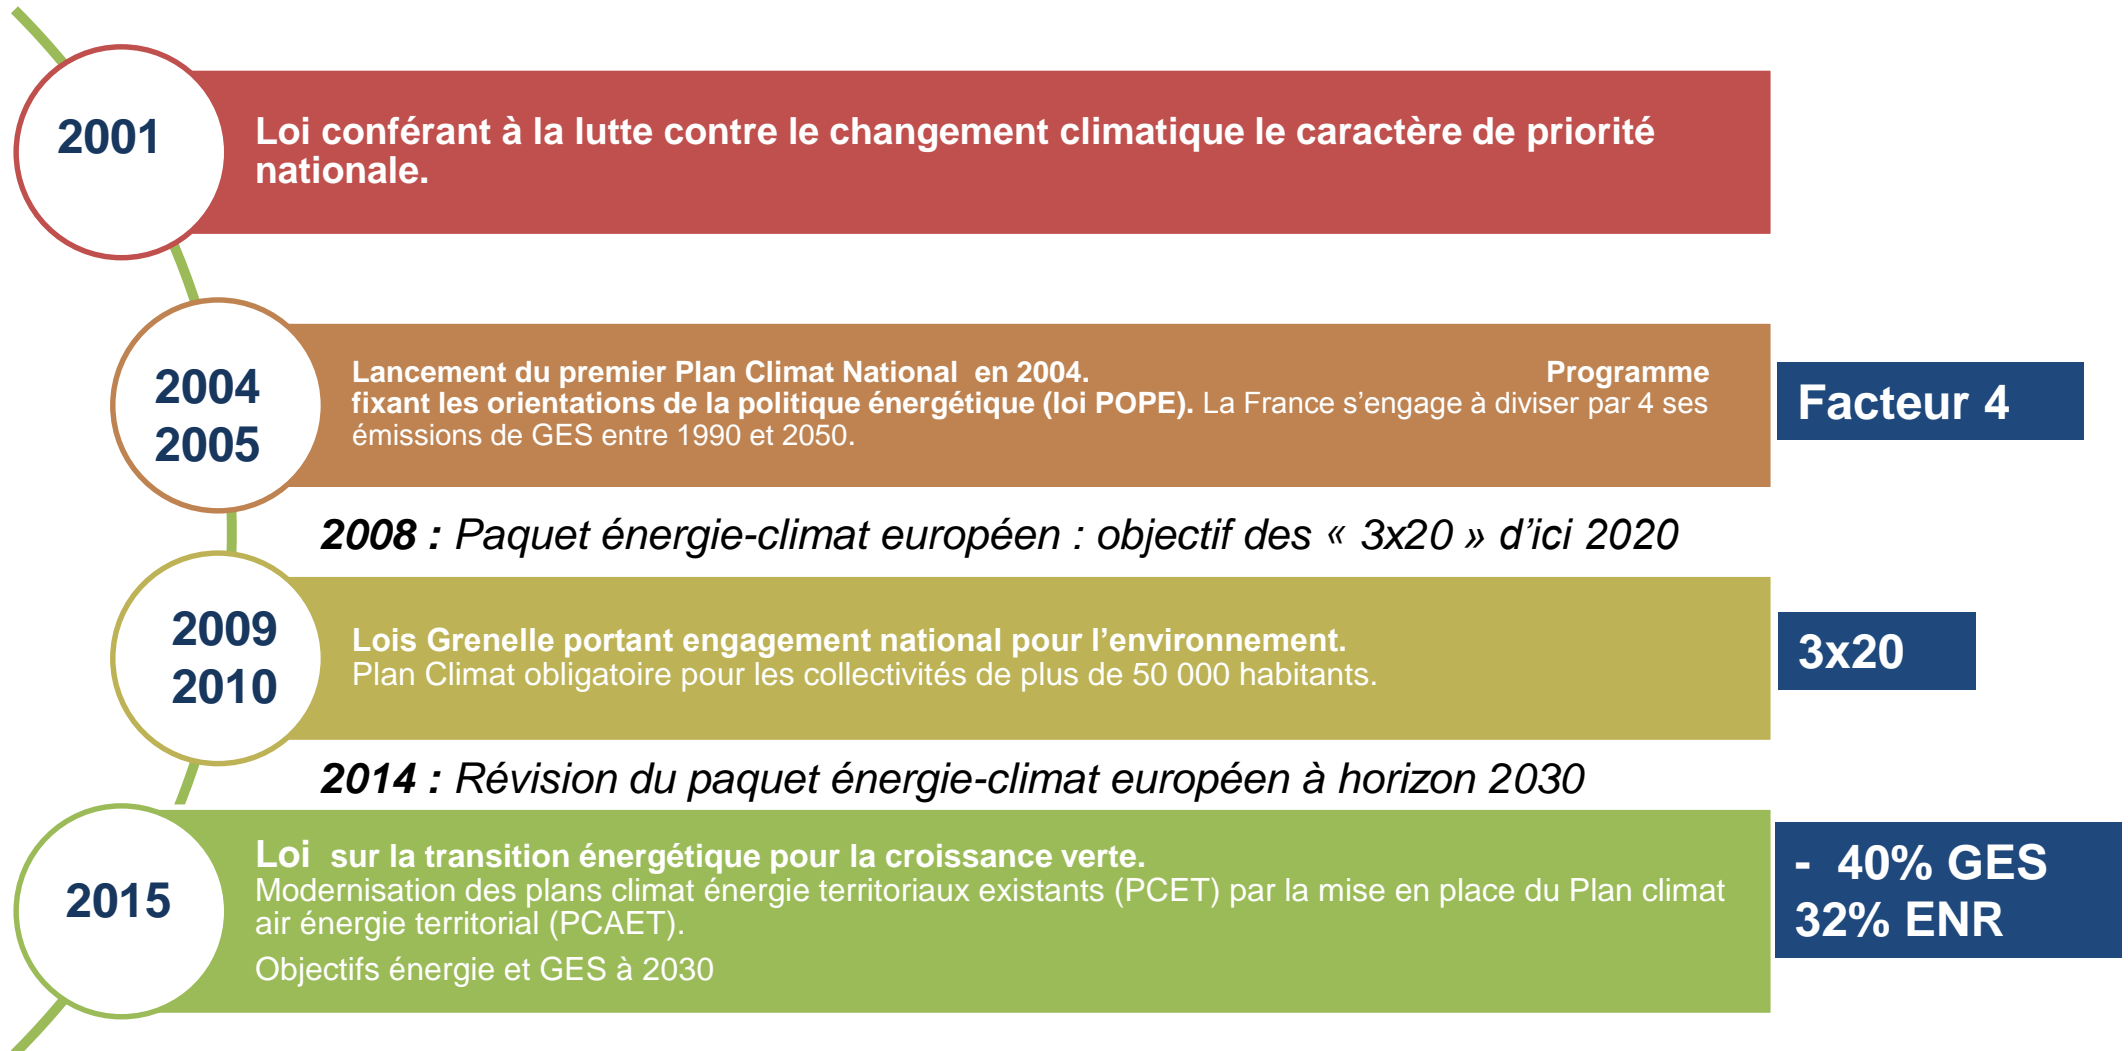 2001
Loi conférant à la lutte contre le changement climatique le caractère de priorité
nationale.
2004
2005
Lancement du premier Plan Climat National en 2004. Programme
fixant les orientations de la politique énergétique (loi POPE). La France s’engage à diviser par 4 ses
émissions de GES entre 1990 et 2050.
Facteur 4
2008 : Paquet énergie-climat européen : objectif des « 3x20 » d’ici 2020
2009
2010
Lois Grenelle portant engagement national pour l’environnement.
Plan Climat obligatoire pour les collectivités de plus de 50 000 habitants.
3x20
2014 : Révision du paquet énergie-climat européen à horizon 2030
2015
Loi sur la transition énergétique pour la croissance verte.
Modernisation des plans climat énergie territoriaux existants (PCET) par la mise en place du Plan climat
air énergie territorial (PCAET).
Objectifs énergie et GES à 2030
- 40% GES
32% ENR